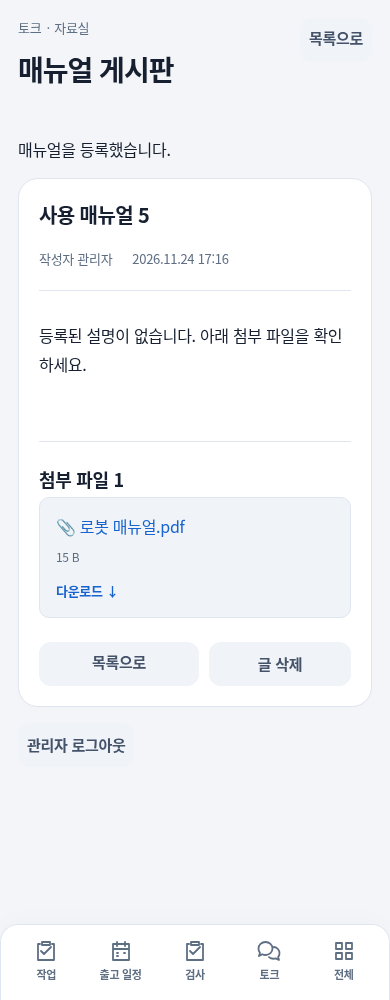 토크 · 자료실
목록으로
매뉴얼 게시판
매뉴얼을 등록했습니다.
사용 매뉴얼 5
작성자 관리자 2026.11.24 17:16
등록된 설명이 없습니다. 아래 첨부 파일을 확인
하세요.
첨부 파일 1
📎 로봇 매뉴얼.pdf
15 B
다운로드 ↓
목록으로 글 삭제
관리자 로그아웃
작업 출고 일정 검사 토크 전체